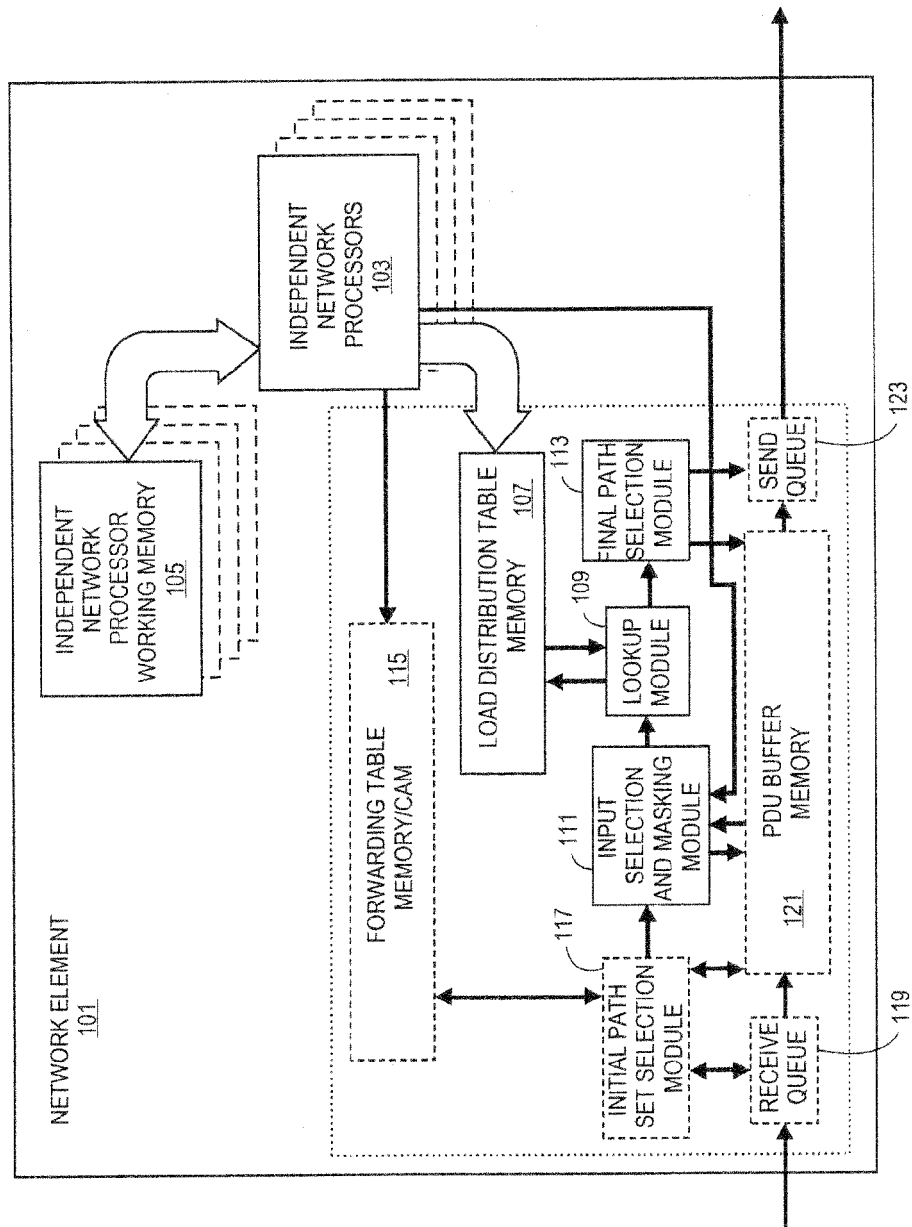 NETWORK ELEMENT
101
INDEPENDENT
NETWORK
PROCESSOR
WORKING MEMORY
105
INDEPENDENT
NETWORK
PROCESSORS
103
FORWARDING TABLE
MEMORY/CAM
115
LOAD DISTRIBUTION TABLE
MEMORY
107
117
INITIAL PATH
SET SELECTION
MODULE
111
INPUT
SELECTION
AND MASKING
MODULE
109
LOOKUP
MODULE
113
FINAL PATH
SELECTION
MODULE
RECEIVE
QUEUE
119
PDU BUFFER
MEMORY
121
SEND
QUEUE
123